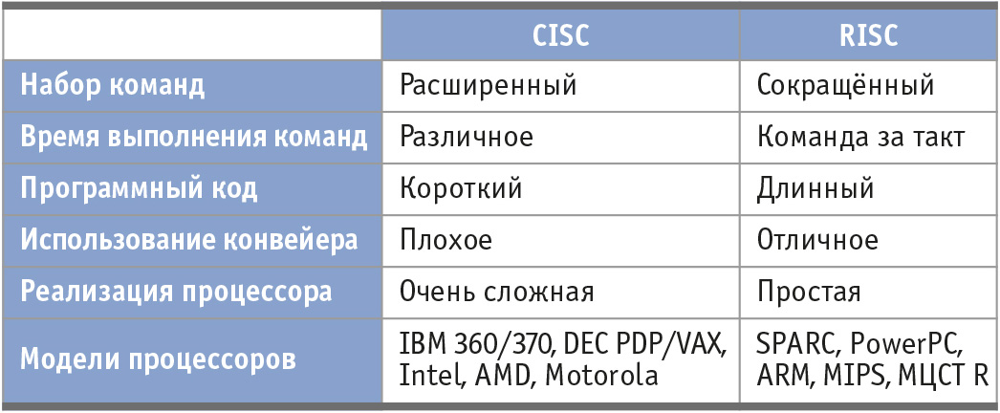 CISC RISC
Набор команд Расширенный Сокращённый
Время выполнения команд Различное Команда за такт
Программный код Короткий Длинный
Использование конвейера Плохое Отличное
Реализация процессора Очень сложная Простая
Модели процессоров IBM 360/370, DEC PDP/VAX, SPARC, PowerPC,
Intel, AMD, Motorola ARM, MIPS, МЦСТ R